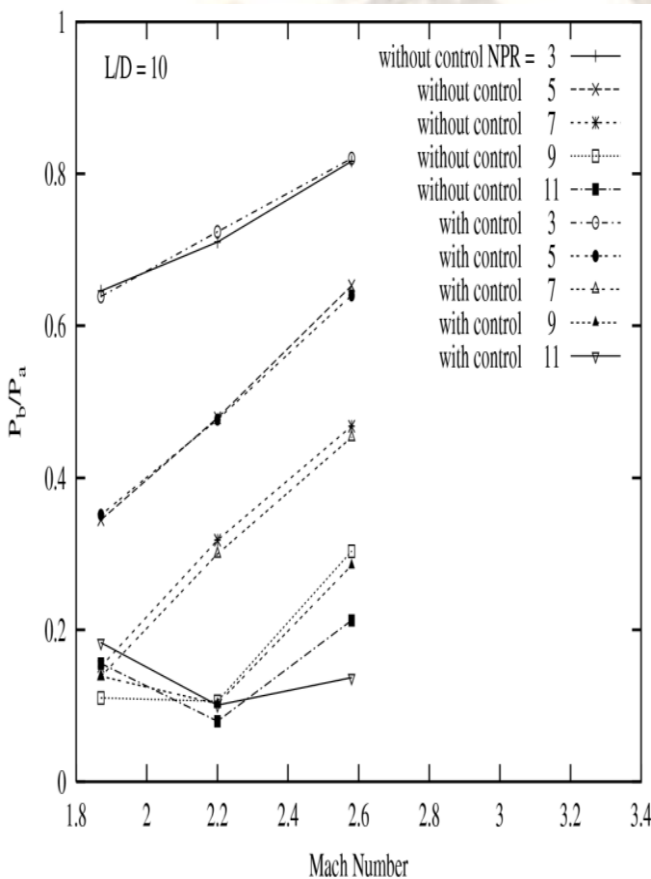 1
L/D = 10
without control NPR = 3
without control 5
without control 7
without control 9
without control 11
with control 3
with control 5
with control 7
with control 9
with control 11
0.8
0.6
0.4
0.2
0
P_b/P_a
1.8 2 2.2 2.4 2.6 2.8 3 3.2 3.4
Mach Number